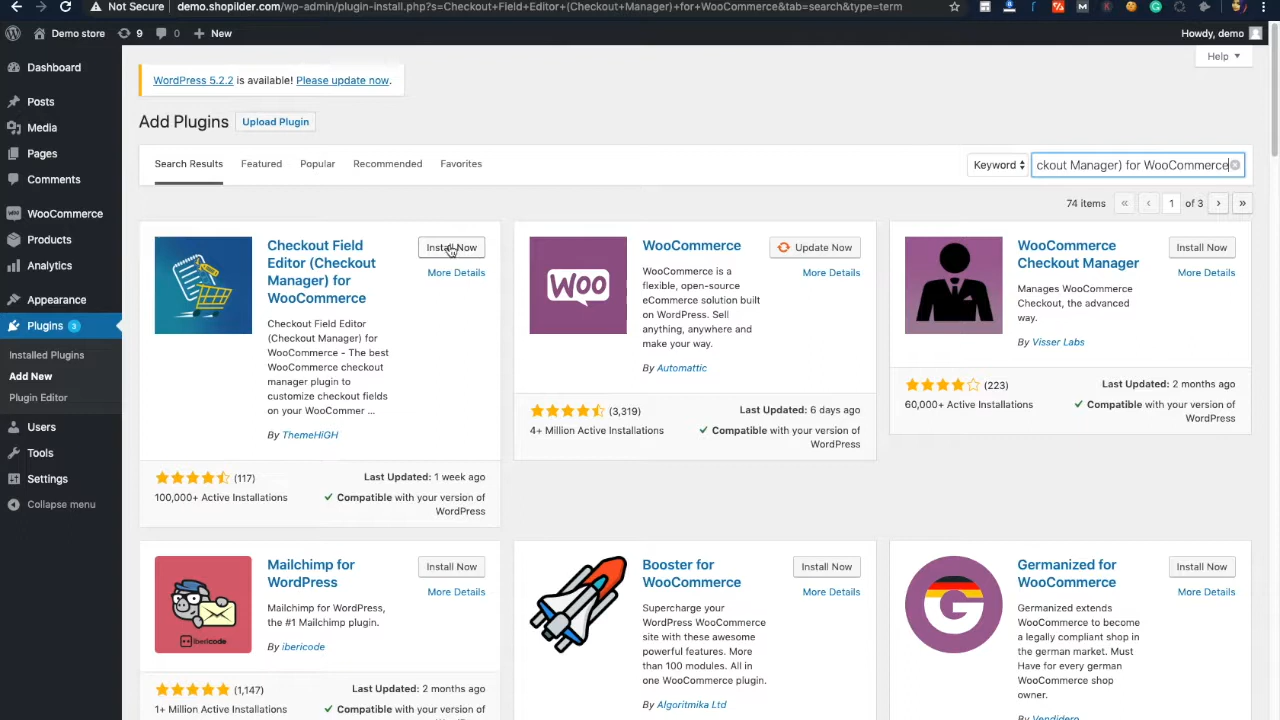 Not Secure
demo.shopilder.com/wp-admin/plugin-install.php?s=Checkout+Field+Editor+(Checkout+Manager)+for+WooCommerce&tab=search&type=term
Demo store
9
0
New
Howdy, demo
Dashboard
Posts
Media
Pages
Comments
WooCommerce
Products
Analytics
Appearance
Plugins 3
Installed Plugins
Add New
Plugin Editor
Users
Tools
Settings
Collapse menu
Help
WordPress 5.2.2 is available! Please update now.
Add Plugins
Upload Plugin
Search Results
Featured
Popular
Recommended
Favorites
Keyword
ckout Manager) for WooCommerce
74 items
«
‹
1
of 3
›
»
Checkout Field
Editor (Checkout
Manager) for
WooCommerce
Install Now
More Details
Checkout Field Editor
(Checkout Manager) for
WooCommerce - The best
WooCommerce checkout
manager plugin to
customize checkout fields
on your WooCommer ...
By ThemeHiGH
(117)
Last Updated: 1 week ago
100,000+ Active Installations
Compatible with your version of
WordPress
WOO
WooCommerce
Update Now
More Details
WooCommerce is a
flexible, open-source
eCommerce solution built
on WordPress. Sell
anything, anywhere and
make your way.
By Automattic
(3,319)
Last Updated: 6 days ago
4+ Million Active Installations
Compatible with your version of
WordPress
WooCommerce
Checkout Manager
Install Now
More Details
Manages WooCommerce
Checkout, the advanced
way.
By Visser Labs
(223)
Last Updated: 2 months ago
60,000+ Active Installations
Compatible with your version of
WordPress
ibericode
Mailchimp for
WordPress
Install Now
More Details
Mailchimp for WordPress,
the #1 Mailchimp plugin.
By ibericode
(1,147)
Last Updated: 2 months ago
1+ Million Active Installations
Compatible with your version of
Booster for
WooCommerce
Install Now
More Details
Supercharge your
WordPress WooCommerce
site with these awesome
powerful features. More
than 100 modules. All in
one WooCommerce plugin.
By Algoritmika Ltd
G
Germanized for
WooCommerce
Install Now
More Details
Germanized extends
WooCommerce to become
a legally compliant shop in
the german market. Must
Have for every german
WooCommerce shop
owner.
By Vendidero